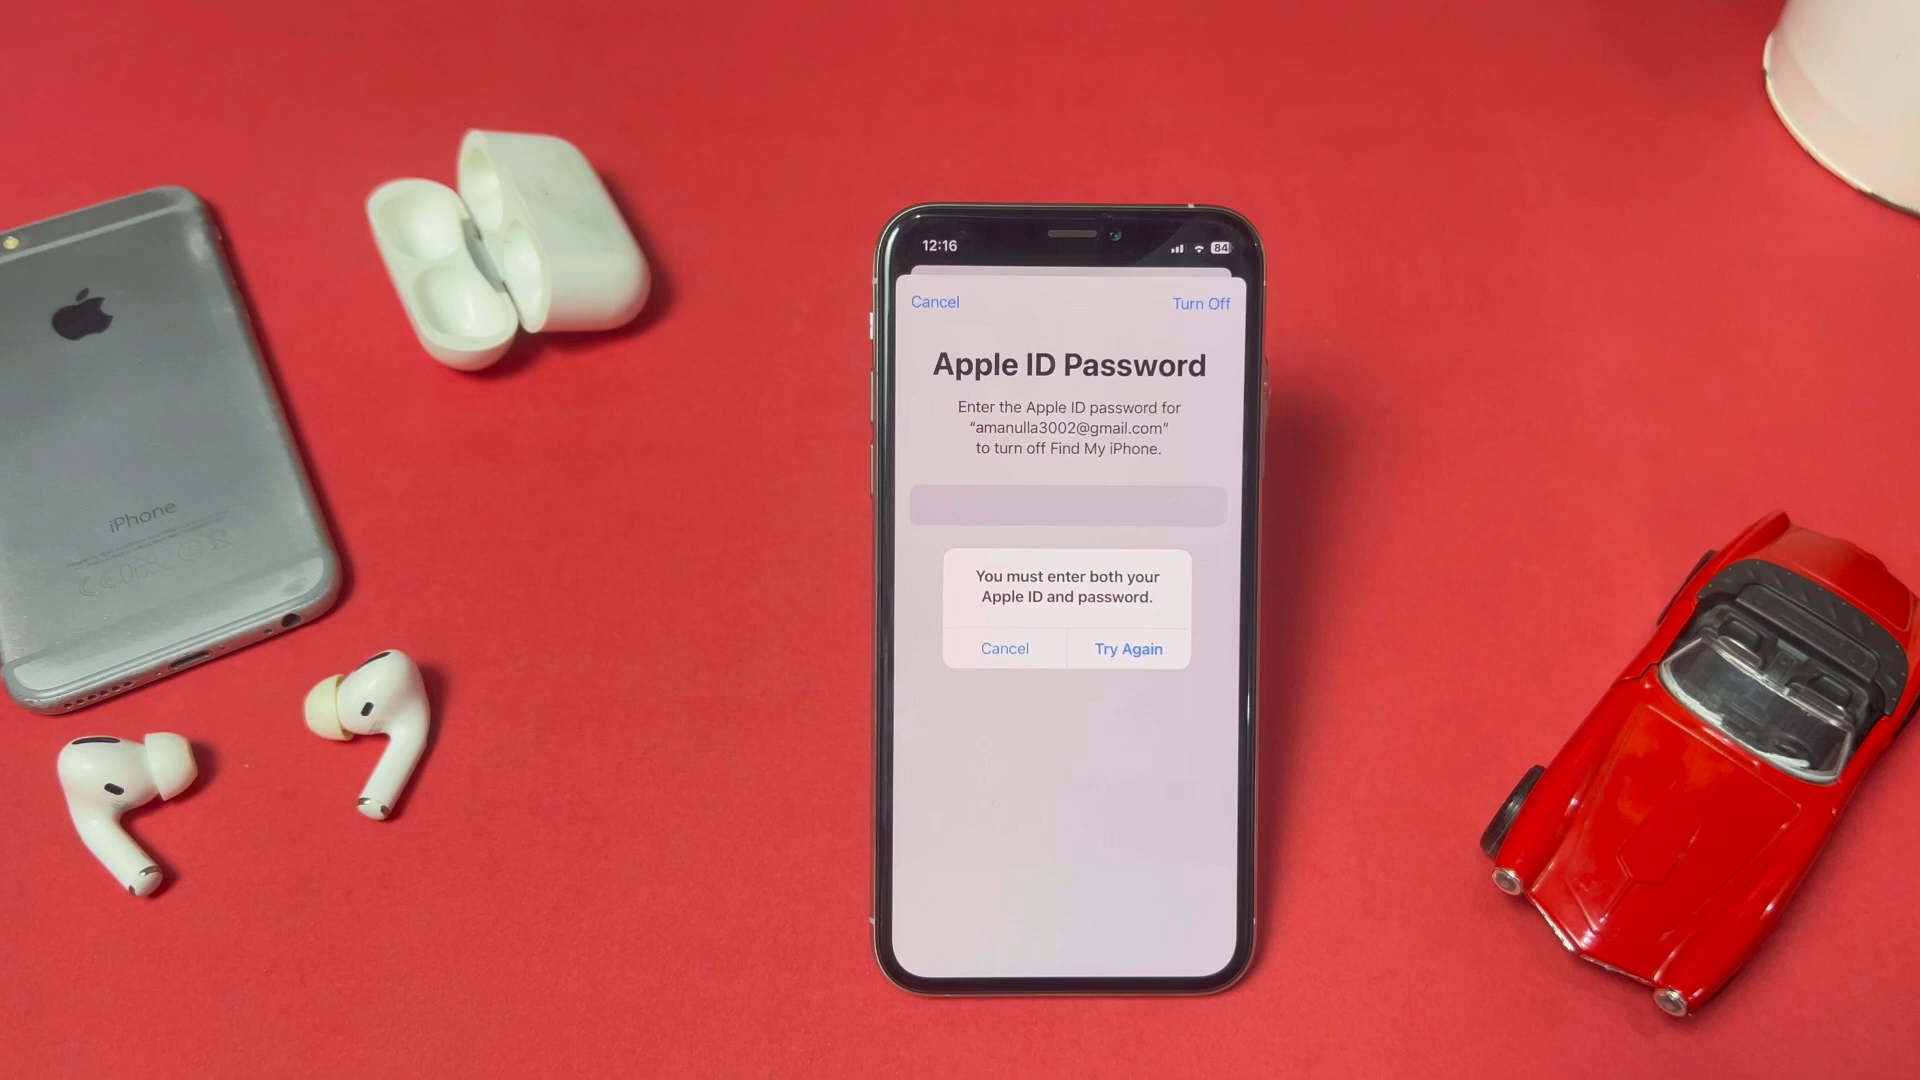 12:16
84
Cancel
Turn Off
Apple ID Password
Enter the Apple ID password for
“amanulla3002@gmail.com”
to turn off Find My iPhone.
You must enter both your
Apple ID and password.
Cancel
Try Again
iPhone